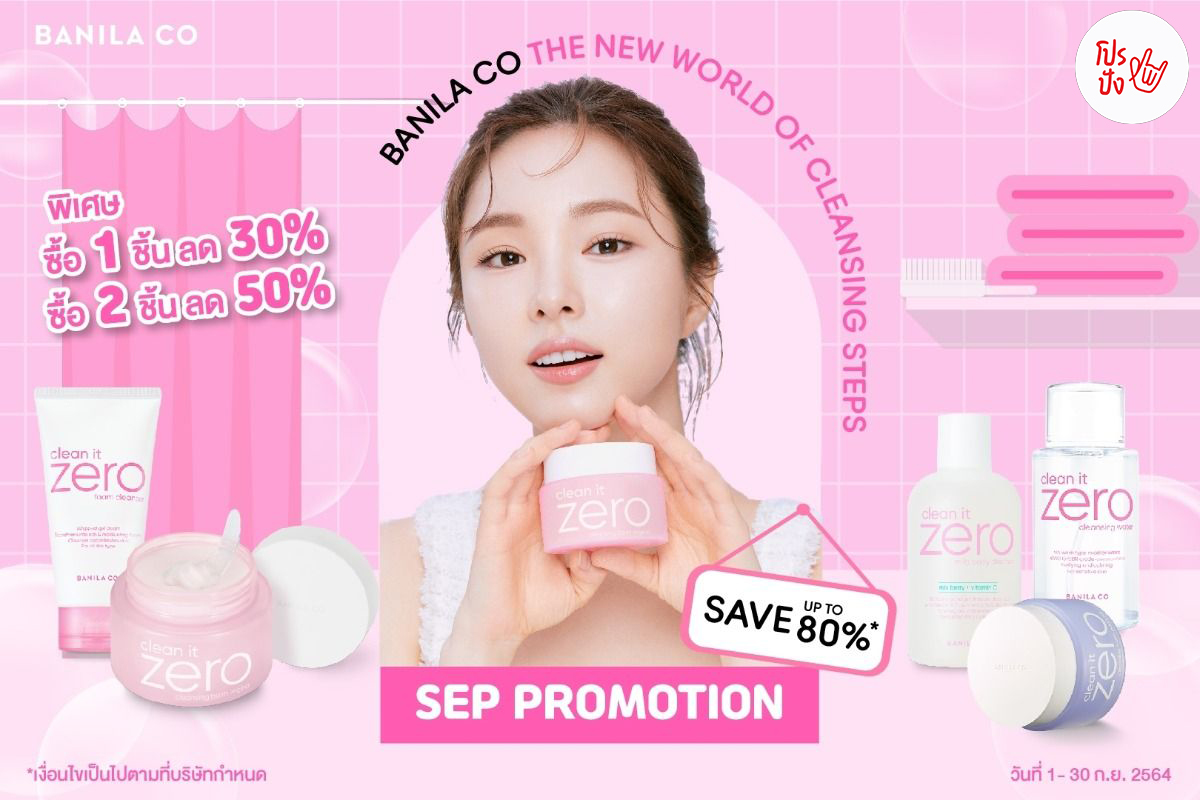 BANILA CO
โปร
ปัง
BANILA CO THE NEW WORLD OF CLEANSING STEPS
พิเศษ
ซื้อ 1 ชิ้น ลด 30%
ซื้อ 2 ชิ้น ลด 50%
clean it
zero
foam cleanser
BANILA CO
clean it
zero
clean it
zero
clean it
zero
clean it
zero
cleansing water
BANILA CO
clean it
zero
SAVE UP TO 80%*
SEP PROMOTION
*เงื่อนไขเป็นไปตามที่บริษัทกำหนด
วันที่ 1- 30 ก.ย. 2564